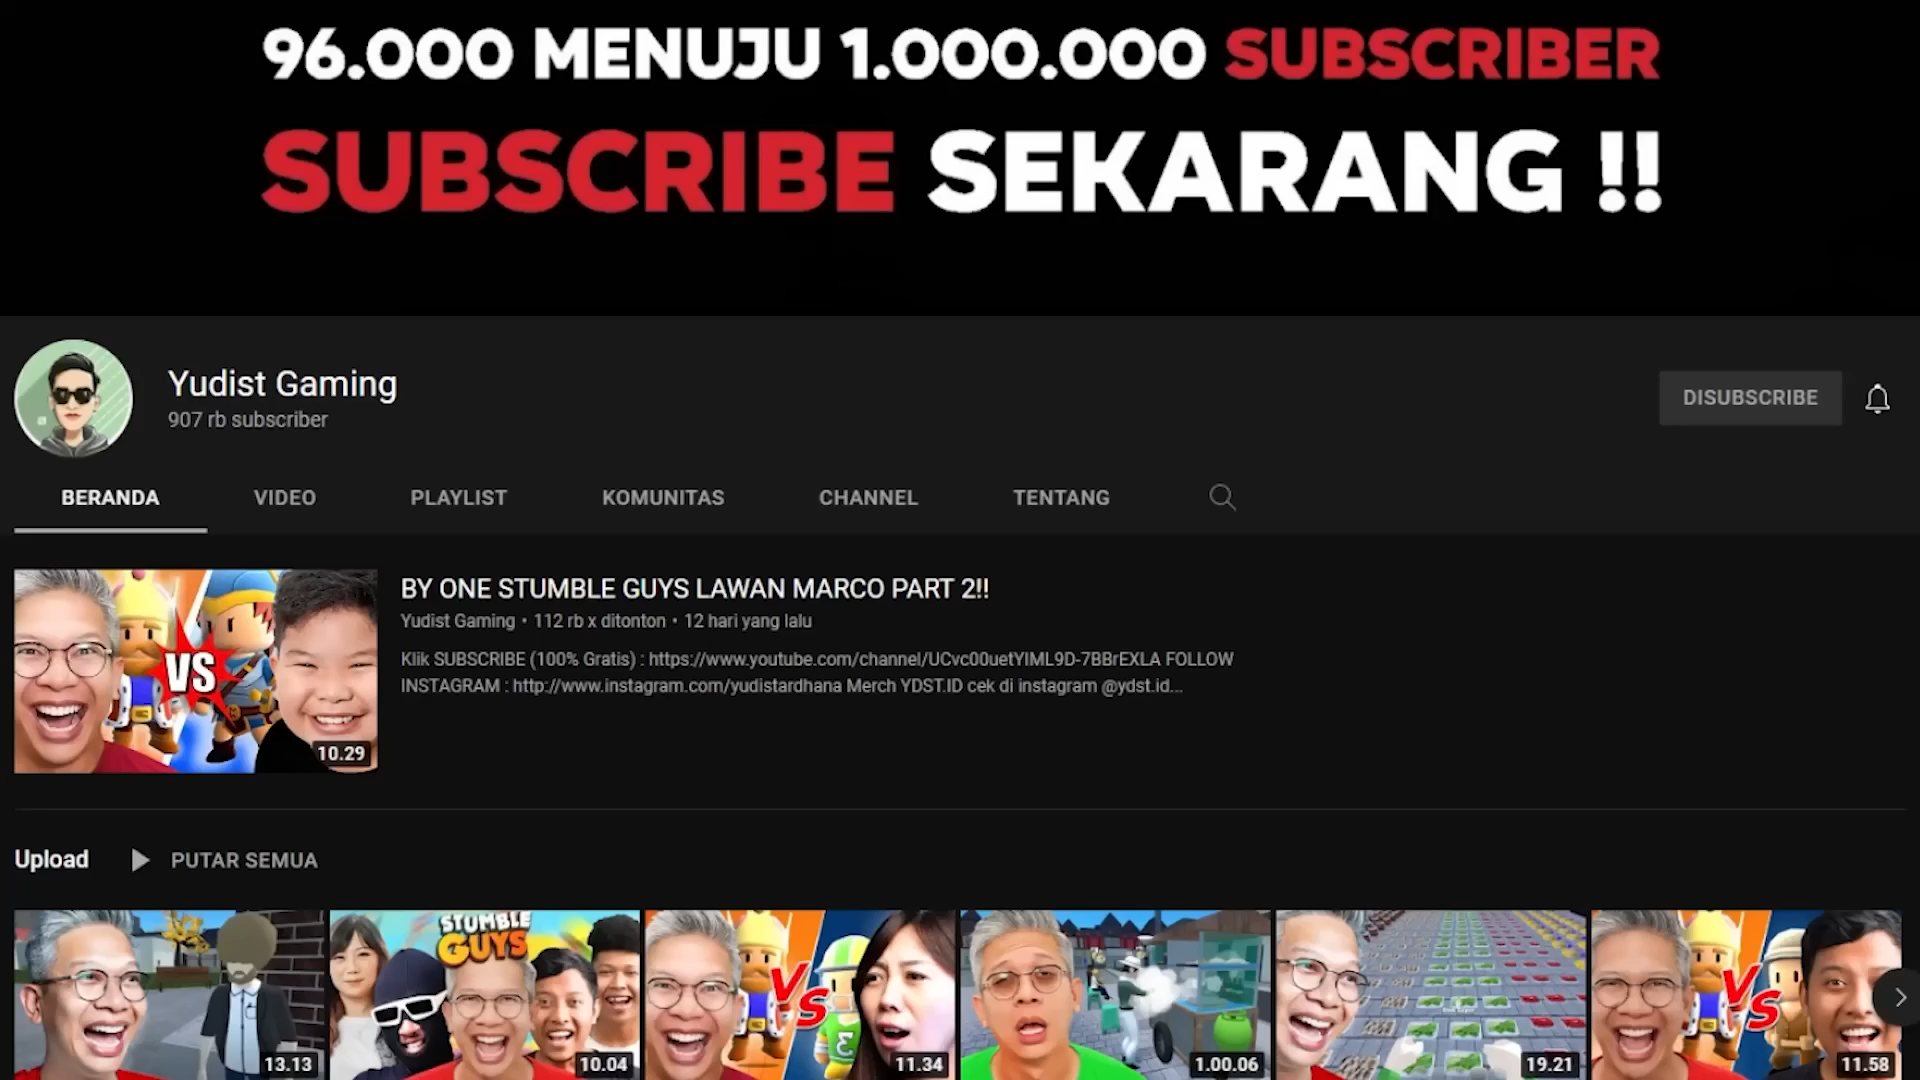 96.000 MENUJU 1.000.000 SUBSCRIBER
SUBSCRIBE SEKARANG !!
Yudist Gaming
907 rb subscriber
DISUBSCRIBE
BERANDA VIDEO PLAYLIST KOMUNITAS CHANNEL TENTANG
VS
10.29
BY ONE STUMBLE GUYS LAWAN MARCO PART 2!!
Yudist Gaming • 112 rb x ditonton • 12 hari yang lalu
Klik SUBSCRIBE (100% Gratis) : https://www.youtube.com/channel/UCvc00uetYIML9D-7BBrEXLA FOLLOW
INSTAGRAM : http://www.instagram.com/yudistardhana Merch YDST.ID cek di instagram @ydst.id...
Upload PUTAR SEMUA
13.13
STUMBLE
GUYS
10.04
VS
11.34
1.00.06
19.21
VS
11.58